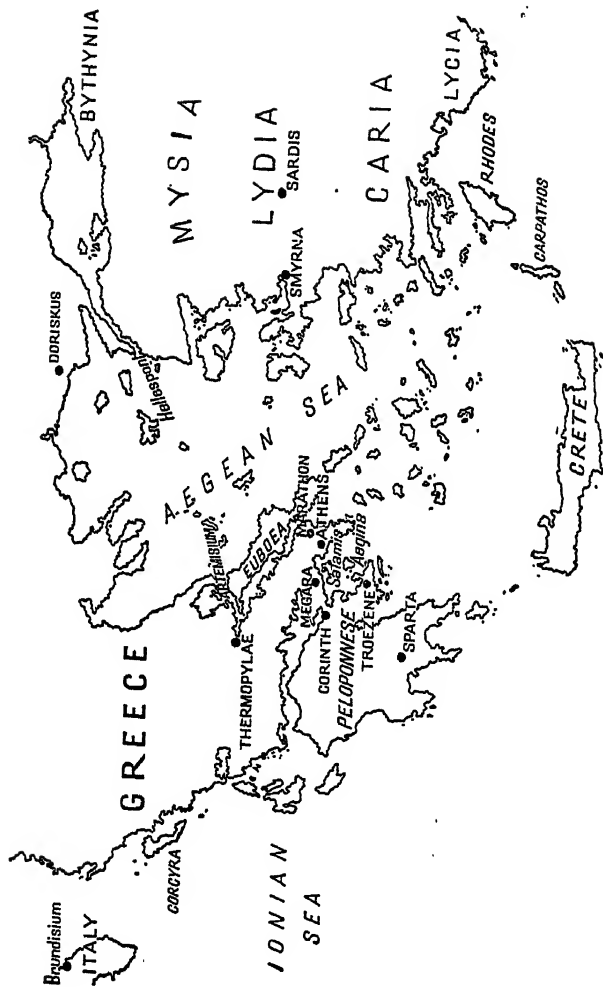 Brundisium
ITALY
GREECE
CORCYRA
IONIAN
SEA
DORISKUS
BYTHYNIA
Hellespont
MYSIA
AEGEAN SEA
LYDIA
SARDIS
SMYRNA
ARTEMISIUM
THERMOPYLAE
EUBOEA
MARATHON
ATHENS
MEGARA
Salamis
CORINTH
Aegina
PELOPONNESE
TROEZENE
SPARTA
CARIA
LYCIA
RHODES
CARPATHOS
CRETE